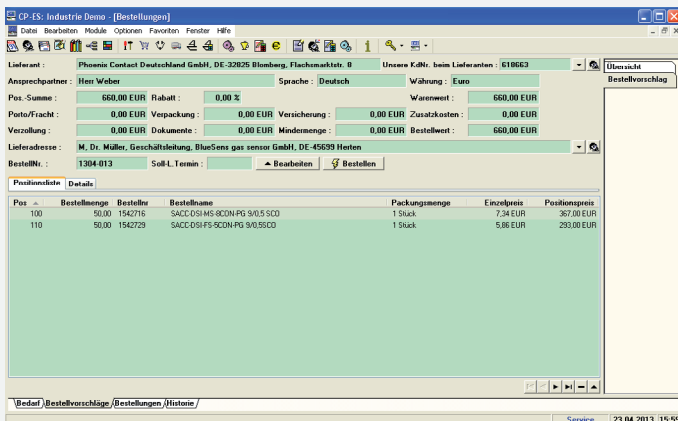 CP-ES: Industrie Demo - [Bestellungen]
Datei Bearbeiten Module Optionen Favoriten Fenster Hilfe
Lieferant : Phoenix Contact Deutschland GmbH, DE-32825 Blomberg, Flachsmarktstr. 8 Unsere KdNr. beim Lieferanten : 618663
Übersicht
Ansprechpartner : Herr Weber Sprache : Deutsch Währung : Euro
Bestellvorschlag
Pos.-Summe : 660,00 EUR Rabatt : 0,00 % Warenwert : 660,00 EUR
Porto/Fracht : 0,00 EUR Verpackung : 0,00 EUR Versicherung : 0,00 EUR Zusatzkosten : 0,00 EUR
Verzollung : 0,00 EUR Dokumente : 0,00 EUR Mindermenge : 0,00 EUR Bestellwert : 660,00 EUR
Lieferadresse : M, Dr. Müller, Geschäftsleitung, BlueSens gas sensor GmbH, DE-45699 Herten
BestellNr. : 1304-013 Soll-L.Termin : Bearbeiten Bestellen
Positionsliste Details
Pos Bestellmenge Bestellnr Bestellname Packungsmenge Einzelpreis Positionspreis
100 50,00 1542716 SACC-DSI-MS-8CON-PG 9/0,5 SCO 1 Stück 7,34 EUR 367,00 EUR
110 50,00 1542729 SACC-DSI-FS-5CON-PG 9/0,5SCO 1 Stück 5,86 EUR 293,00 EUR
Bedarf Bestellvorschläge Bestellungen Historie
Service 23.04.2013 15:59